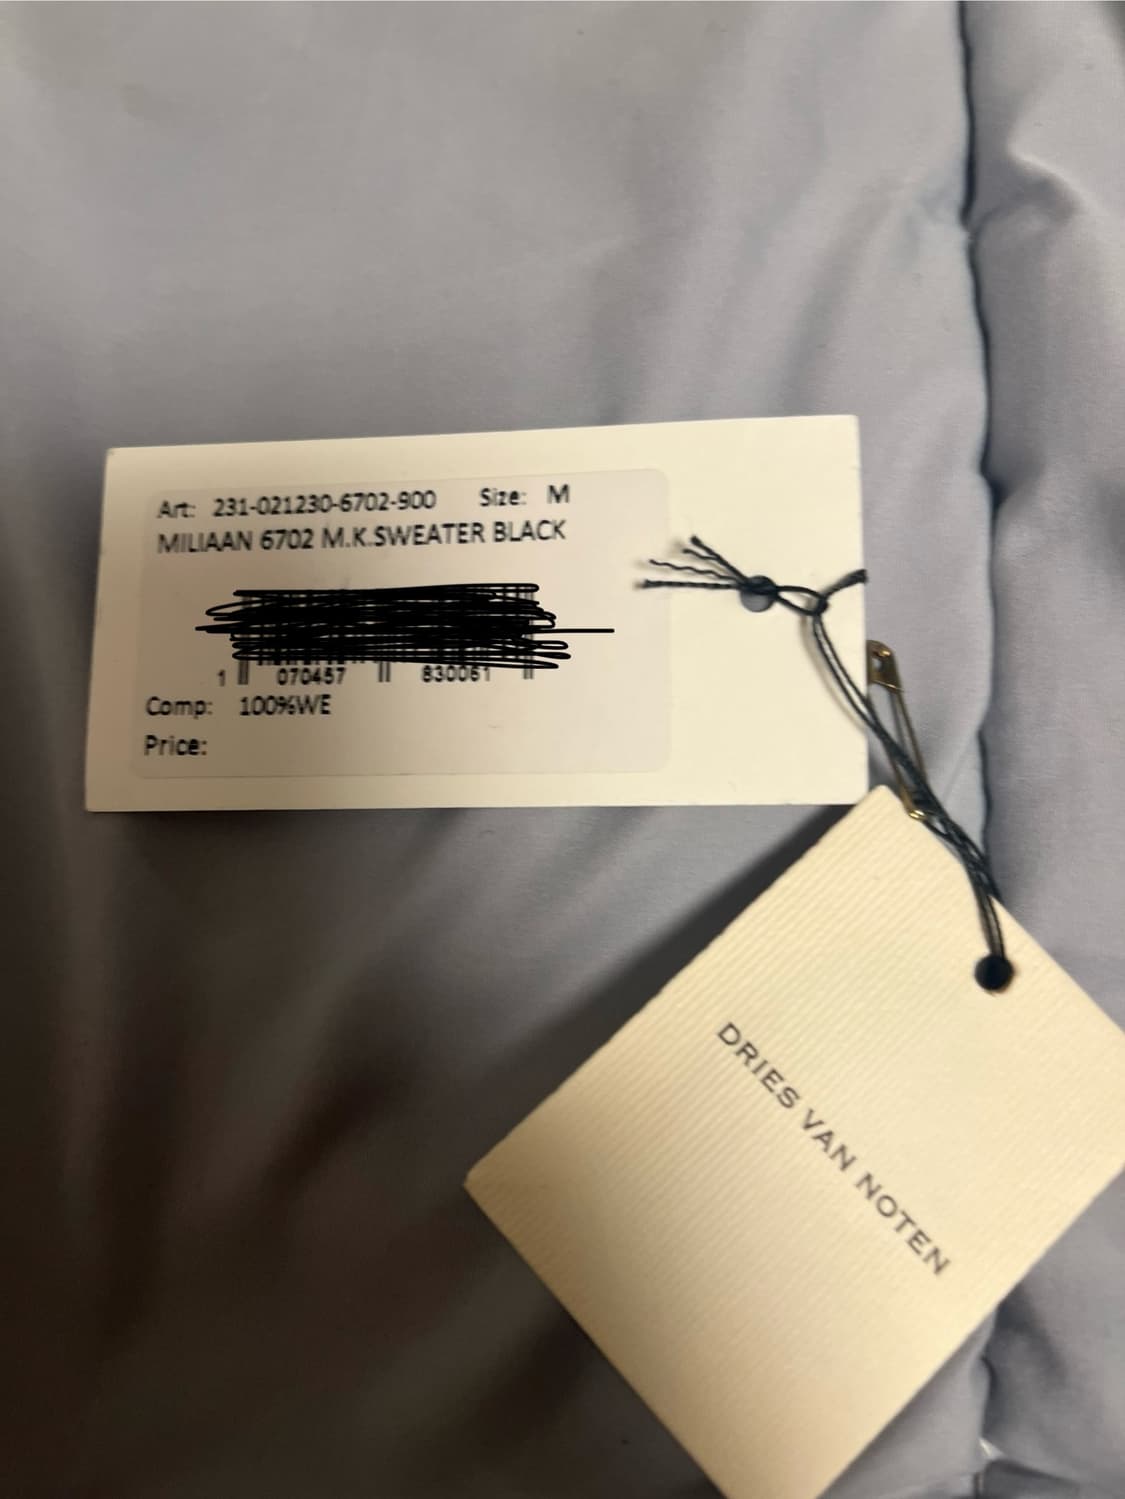 Art: 231-021230-6702-900 Size: M
MILIAAN 6702 M.K.SWEATER BLACK
1 070467 830061
Comp: 100%WE
Price:
DRIES VAN NOTEN